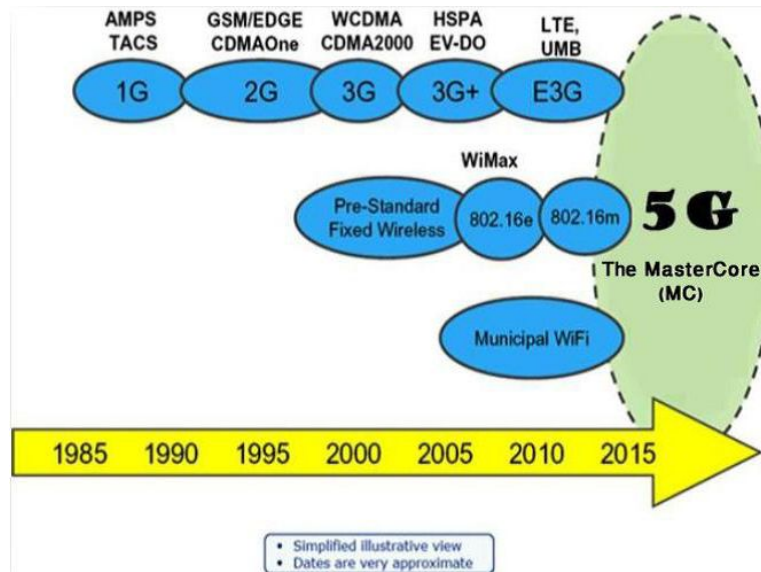 AMPS
TACS
GSM/EDGE
CDMAOne
WCDMA
CDMA2000
HSPA
EV-DO
LTE,
UMB
1G
2G
3G
3G+
E3G
WiMax
Pre-Standard
Fixed Wireless
802.16e
802.16m
5G
The MasterCore
(MC)
Municipal WiFi
1985 1990 1995 2000 2005 2010 2015
• Simplified illustrative view
• Dates are very approximate